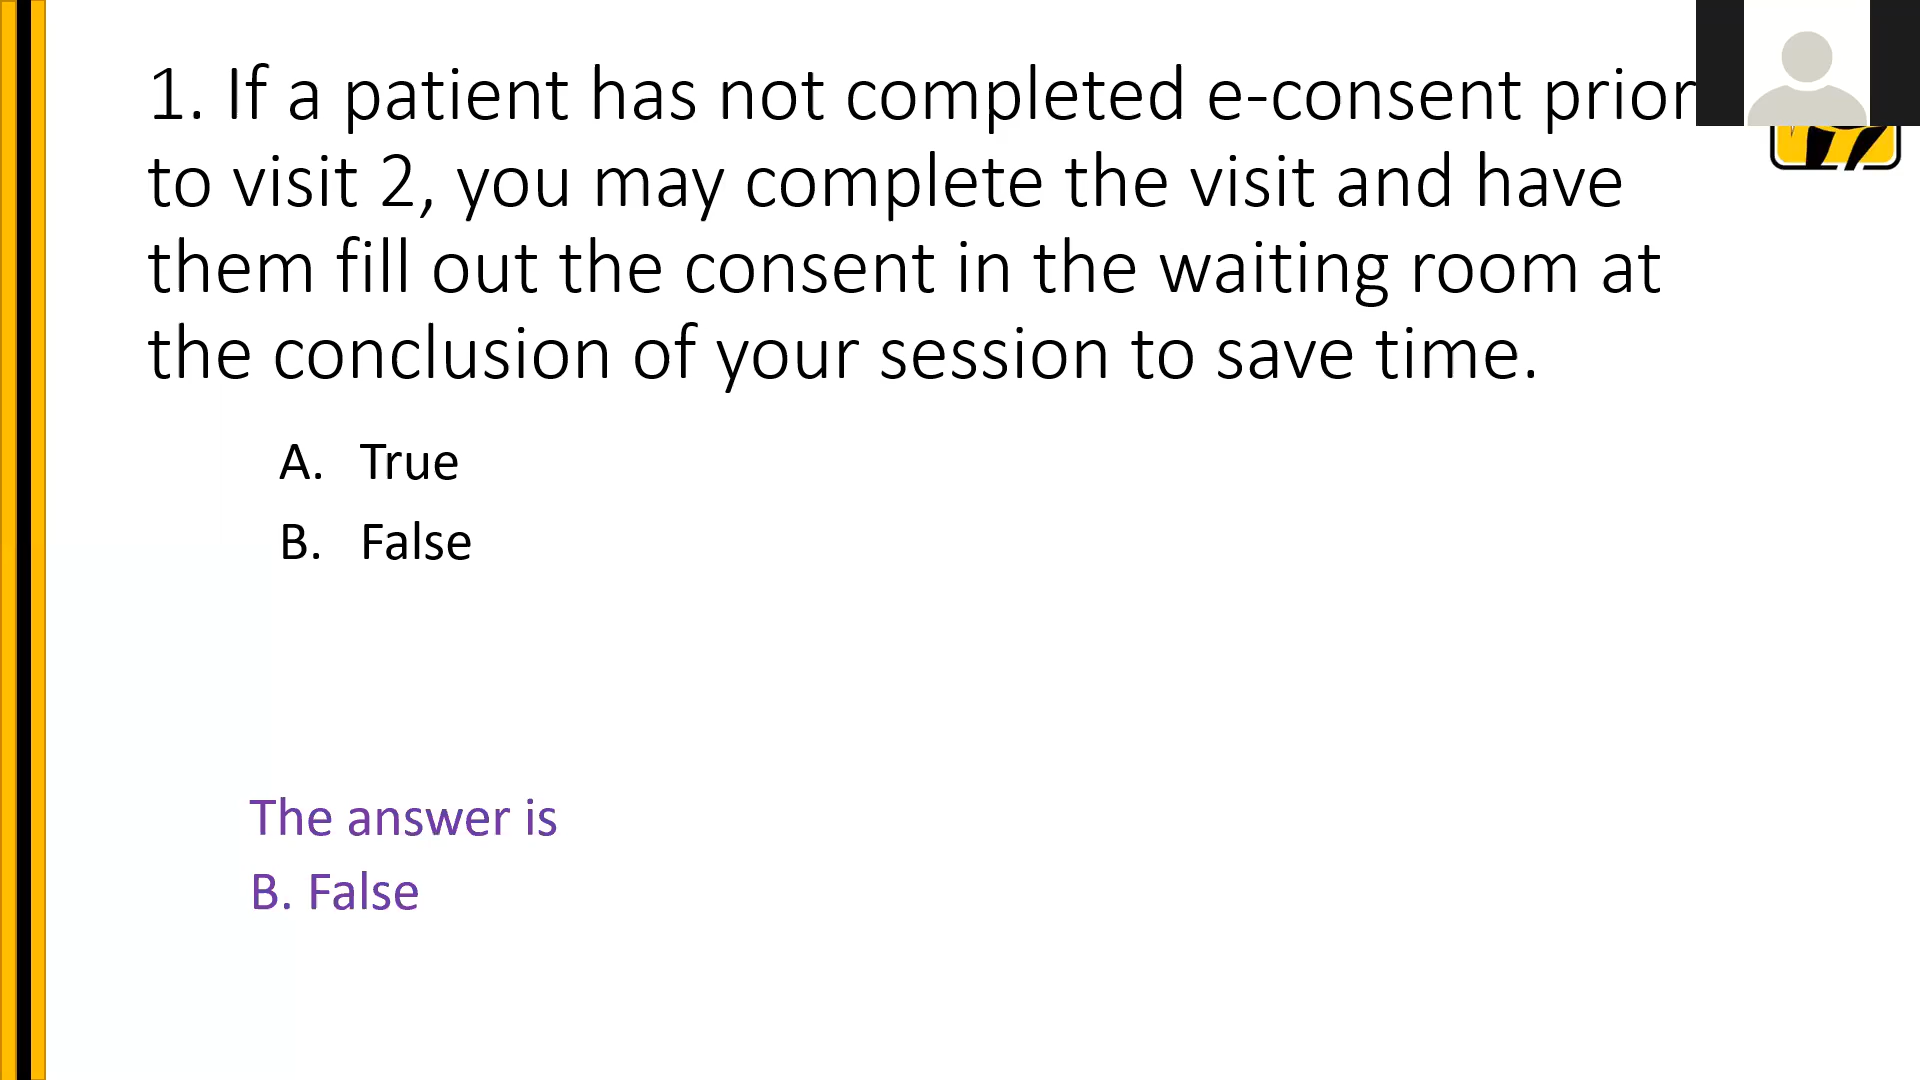 1. If a patient has not completed e-consent prior
to visit 2, you may complete the visit and have
them fill out the consent in the waiting room at
the conclusion of your session to save time.
A. True
B. False
The answer is
B. False